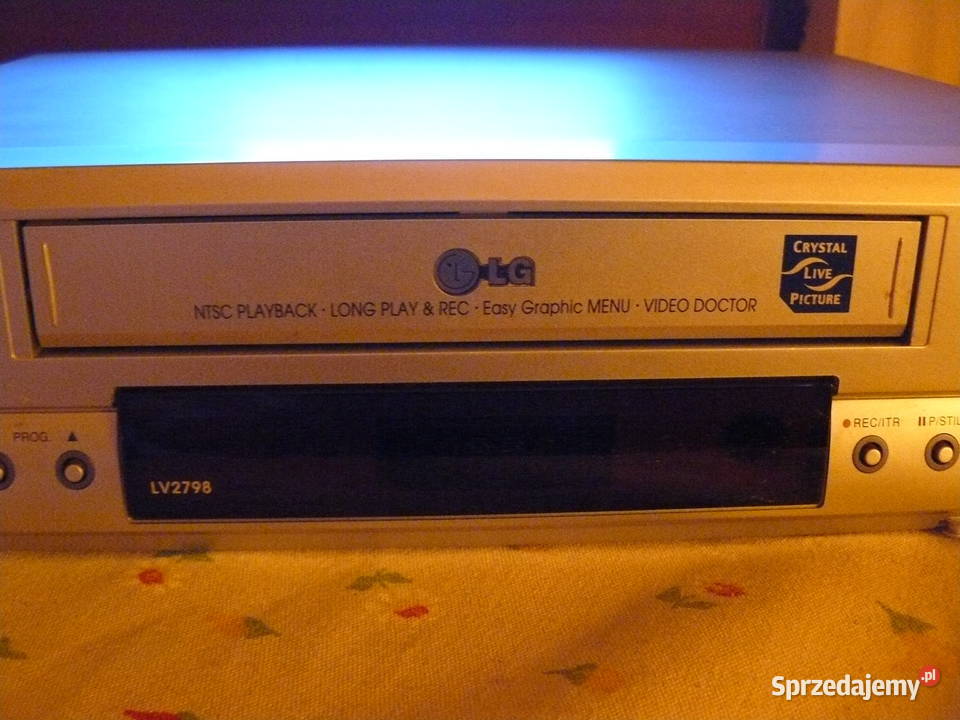 LG
NTSC PLAYBACK · LONG PLAY & REC · Easy Graphic MENU · VIDEO DOCTOR
CRYSTAL
LIVE
PICTURE
PROG. ▲
● REC/ITR
II P/STIL
LV2798
Sprzedajemy.pl